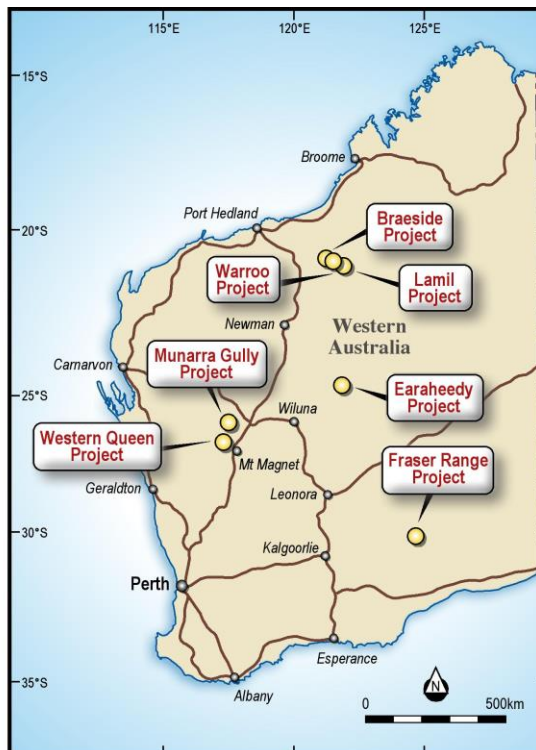 115°E
120°E
125°E
15°S
Broome
20°S
Port Hedland
Braeside
Project
Warroo
Project
Lamil
Project
Newman
Western
Australia
Munarra Gully
Project
Carnarvon
25°S
Earaheedy
Project
Wiluna
Western Queen
Project
Mt Magnet
Fraser Range
Project
Geraldton
Leonora
30°S
Kalgoorlie
Perth
Esperance
35°S
Albany
N
0
500km